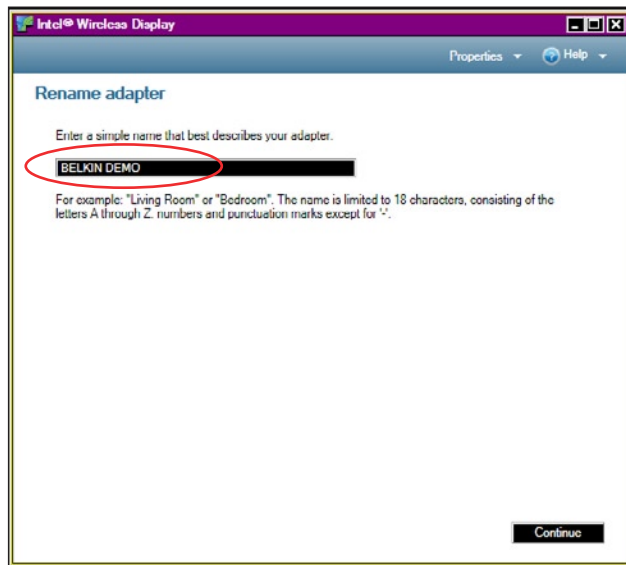 Intel® Wireless Display
Properties
Help
Rename adapter
Enter a simple name that best describes your adapter.
BELKIN DEMO
For example: "Living Room" or "Bedroom". The name is limited to 18 characters, consisting of the
letters A through Z. numbers and punctuation marks except for '-'.
Continue